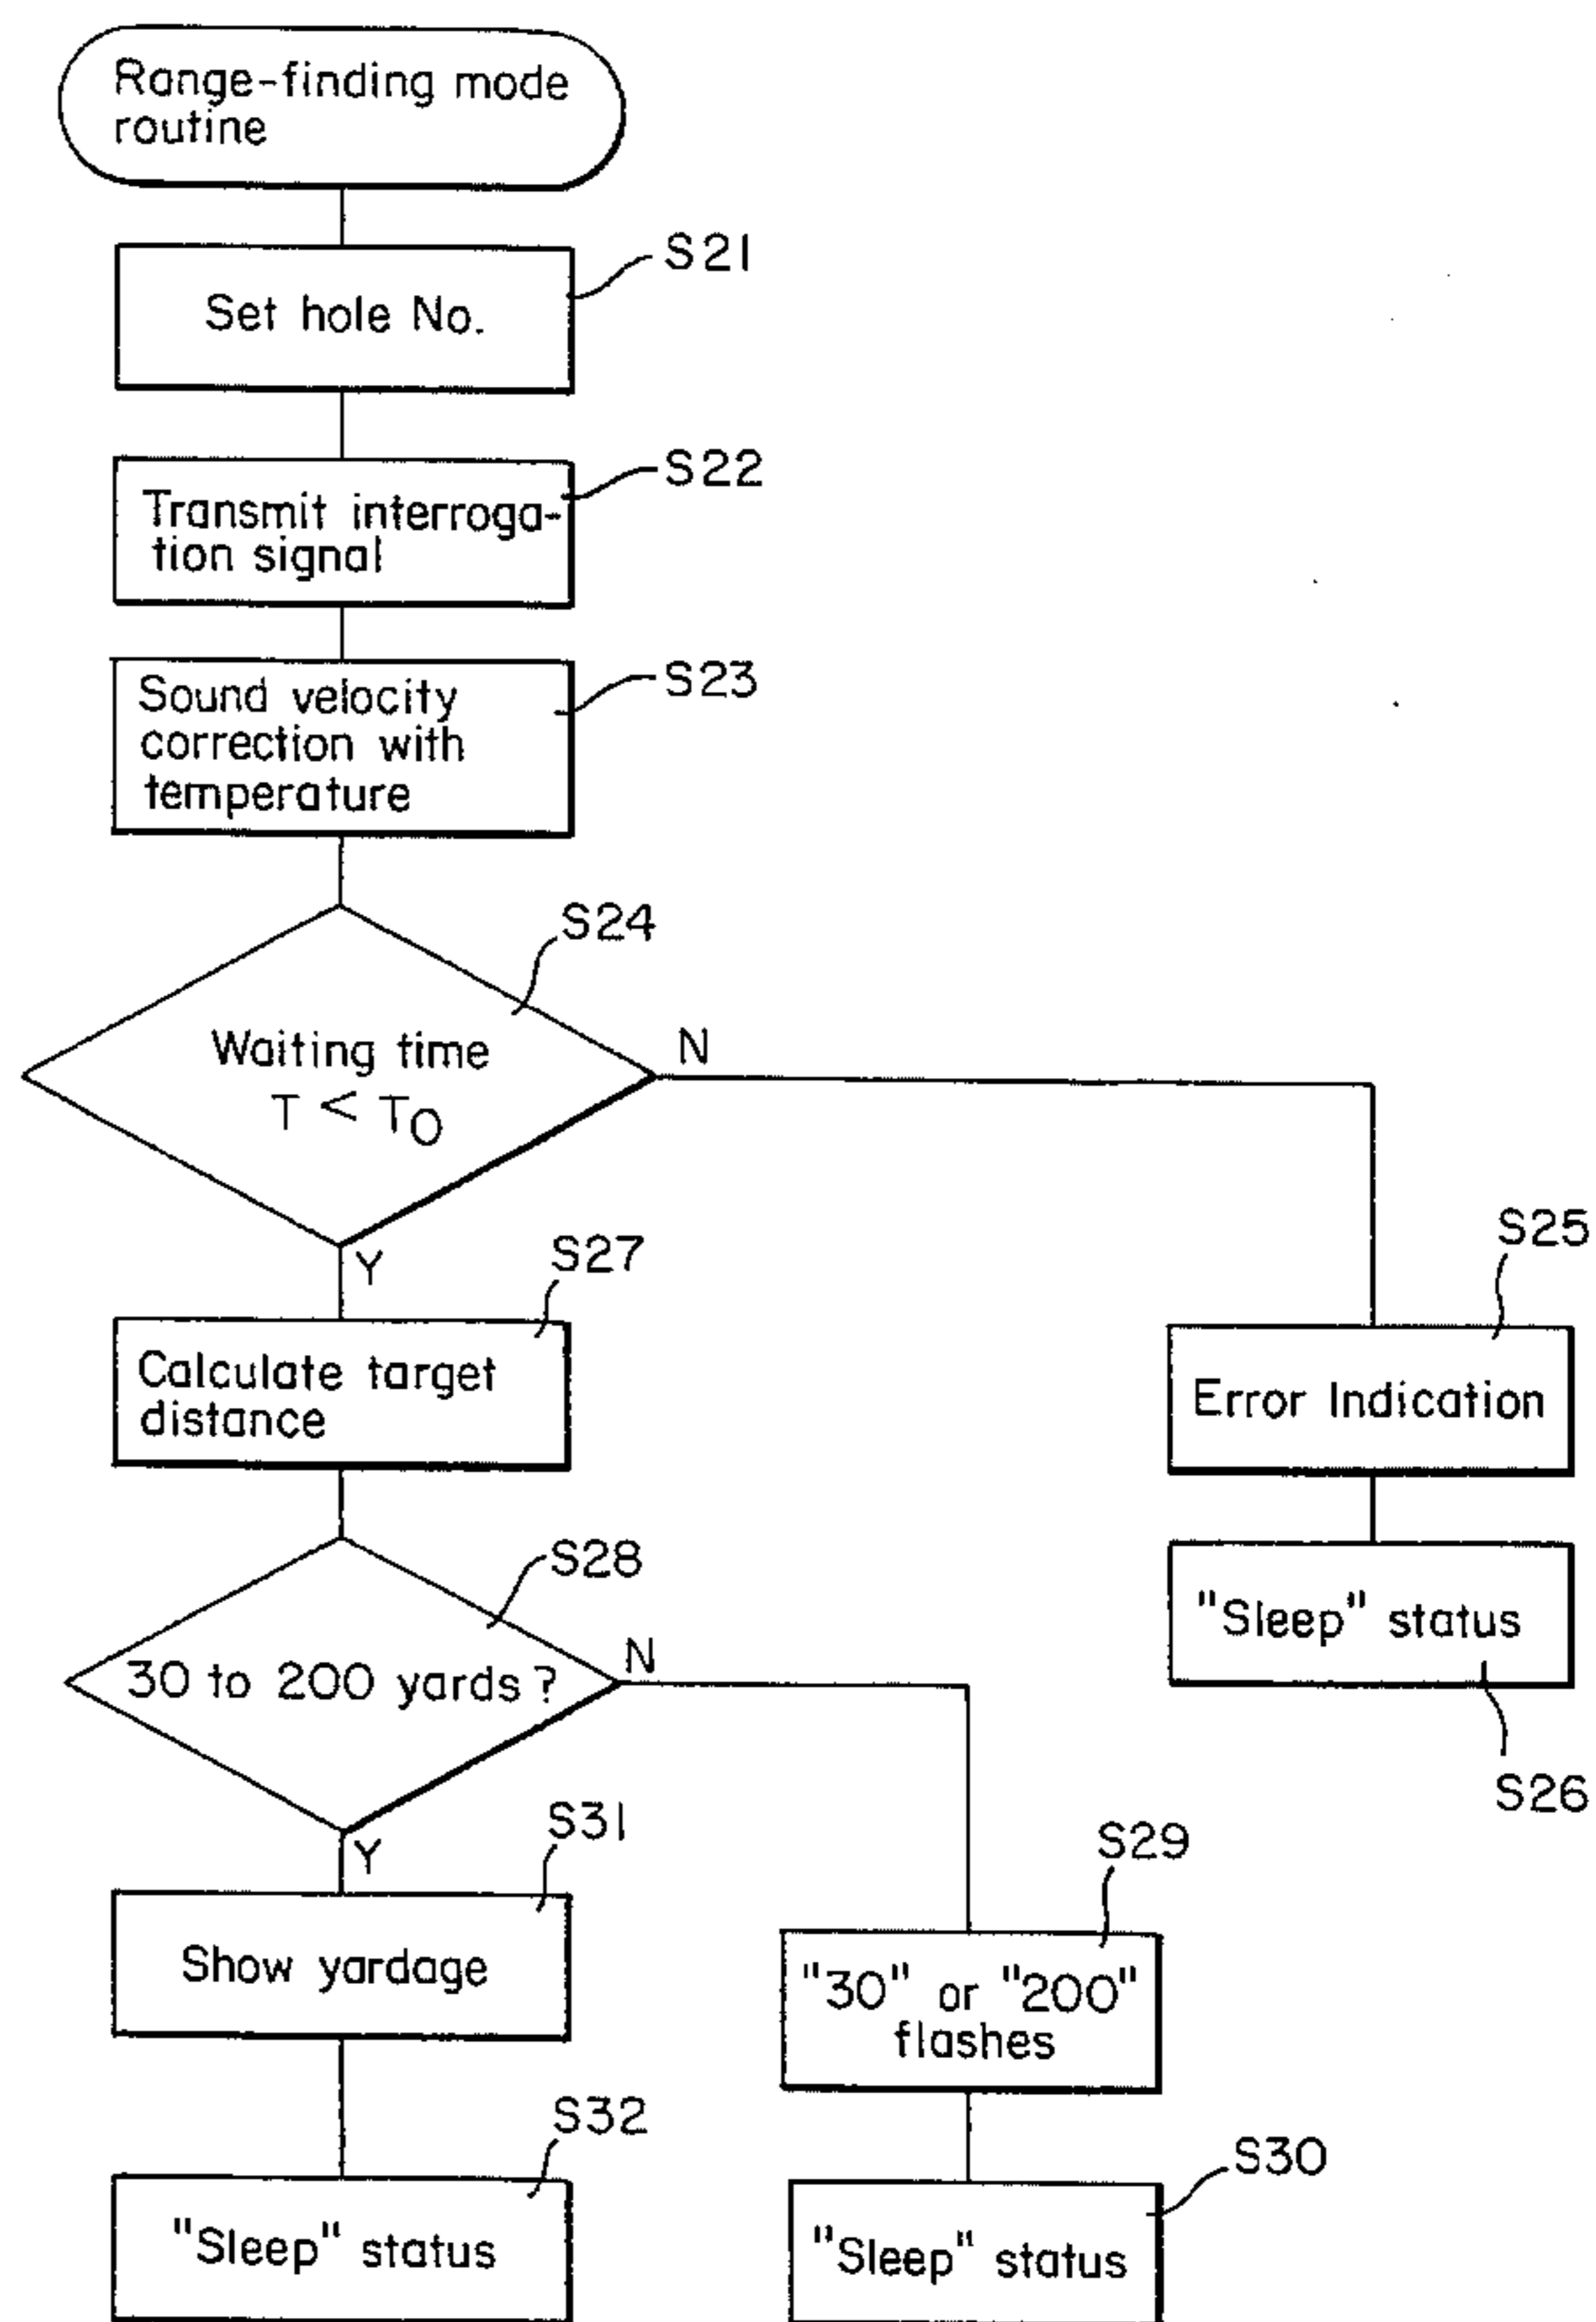 Range-finding mode
routine
S21
Set hole No.
S22
Transmit interroga-
tion signal
S23
Sound velocity
correction with
temperature
S24
Waiting time
T < T0
N
Y
S27
Calculate target
distance
S25
Error Indication
S28
30 to 200 yards?
N
Y
"Sleep" status
S26
S31
Show yardage
S29
"30" or "200"
flashes
S32
"Sleep" status
S30
"Sleep" status